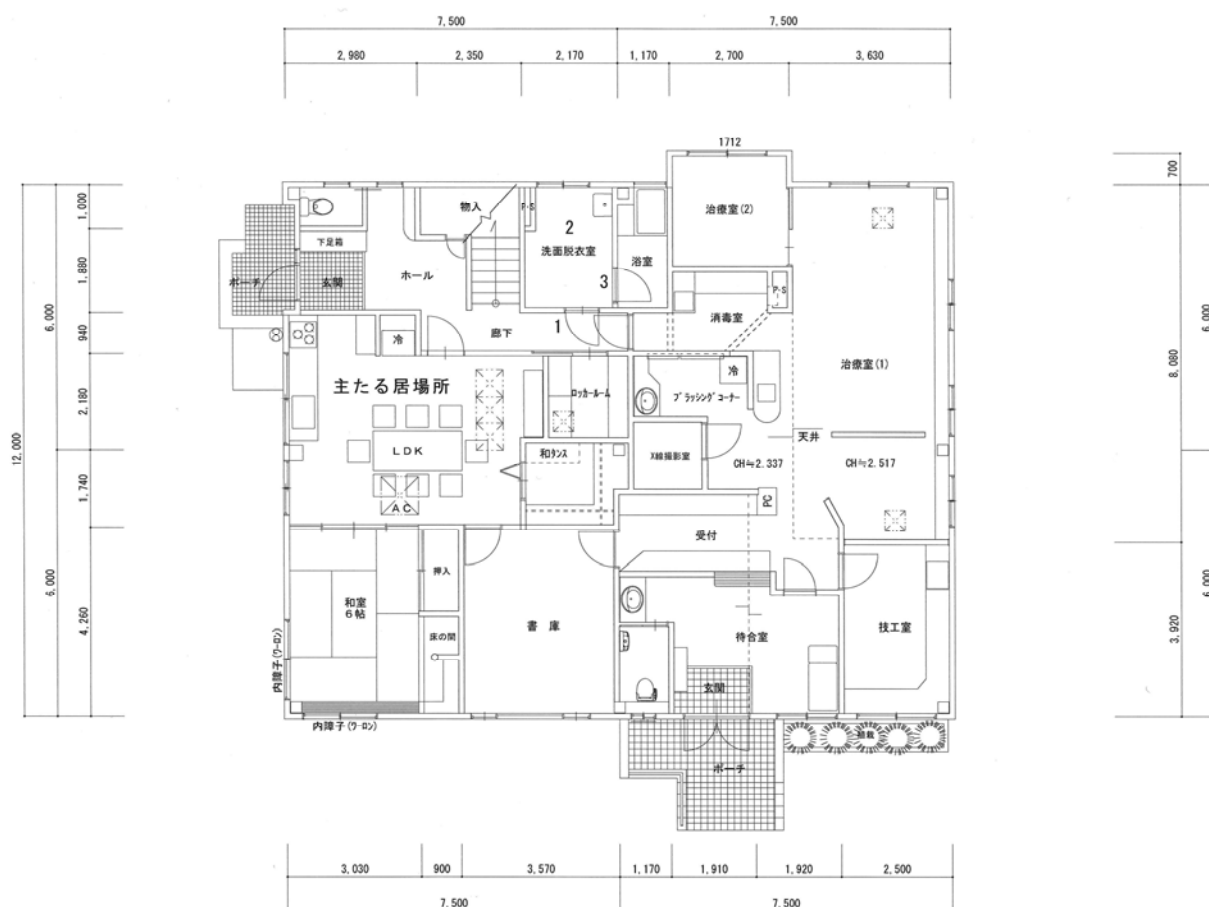 7,500
7,500
2,980
2,350
2,170
1,170
2,700
3,630
1712
700
1,000
物入
P・S
2
治療室(2)
洗面脱衣室
下足箱
ポーチ
玄関
ホール
3
浴室
P・S
1,880
6,000
消毒室
1
廊下
冷
940
6,000
8,080
主たる居場所
ロッカールーム
冷
ブラッシングコーナー
治療室(1)
2,180
12,000
天井
LDK
和タンス
X線撮影室
CH≒2.337
CH≒2.517
1,740
AC
PC
受付
押入
6,000
4,260
和室
6帖
書 庫
床の間
待合室
技工室
6,000
3,920
内障子(ワーロン)
玄関
内障子(ワーロン)
植栽
ポーチ
3,030
900
3,570
1,170
1,910
1,920
2,500
7,500
7,500